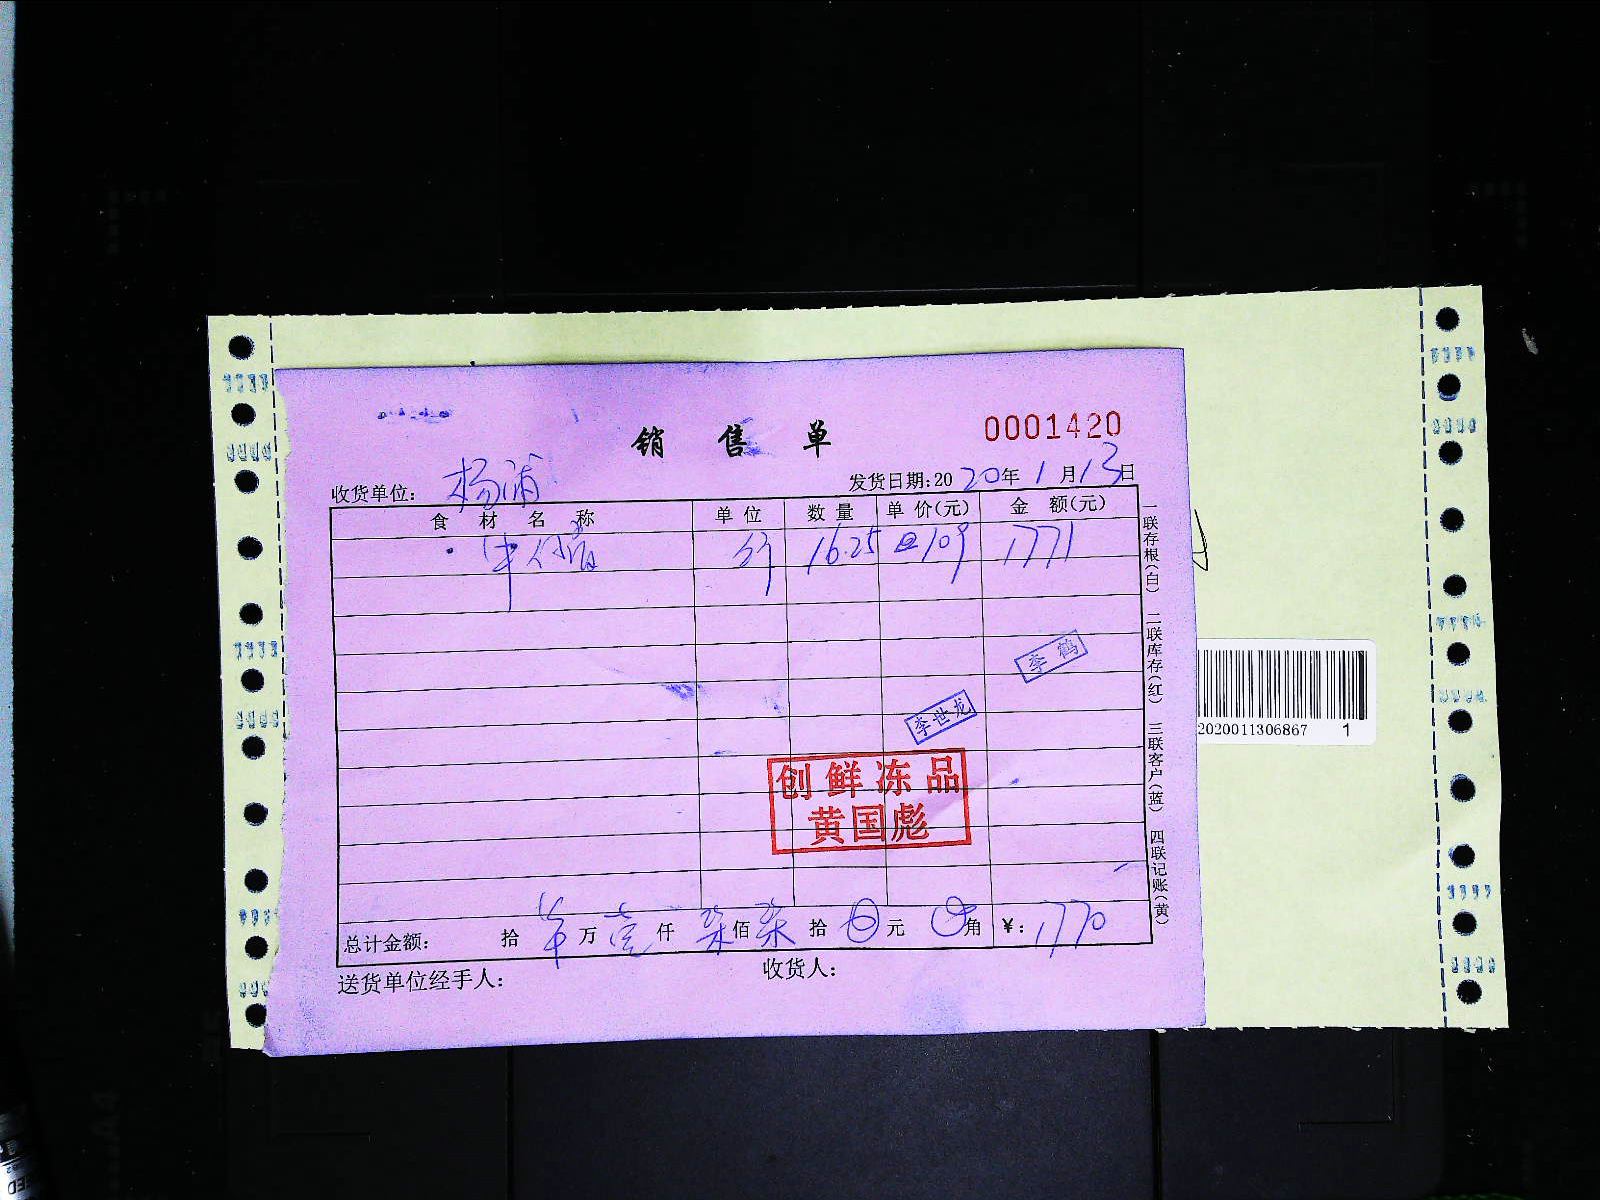 销 售 单
0001420
收货单位: 杨浦
发货日期:2020年1月13日
食 材 名 称 单 位 数 量 单 价(元) 金 额(元)
牛仔 斤 16.25 109 1771
李鹤
李世龙
创鲜冻品
黄国彪
总计金额: 拾 万 壹仟 柒佰 柒拾 元 角 ¥:1770
送货单位经手人: 收货人:
一联存根(白) 二联库存(红) 三联客户(蓝) 四联记账(黄)
2020011306867 1